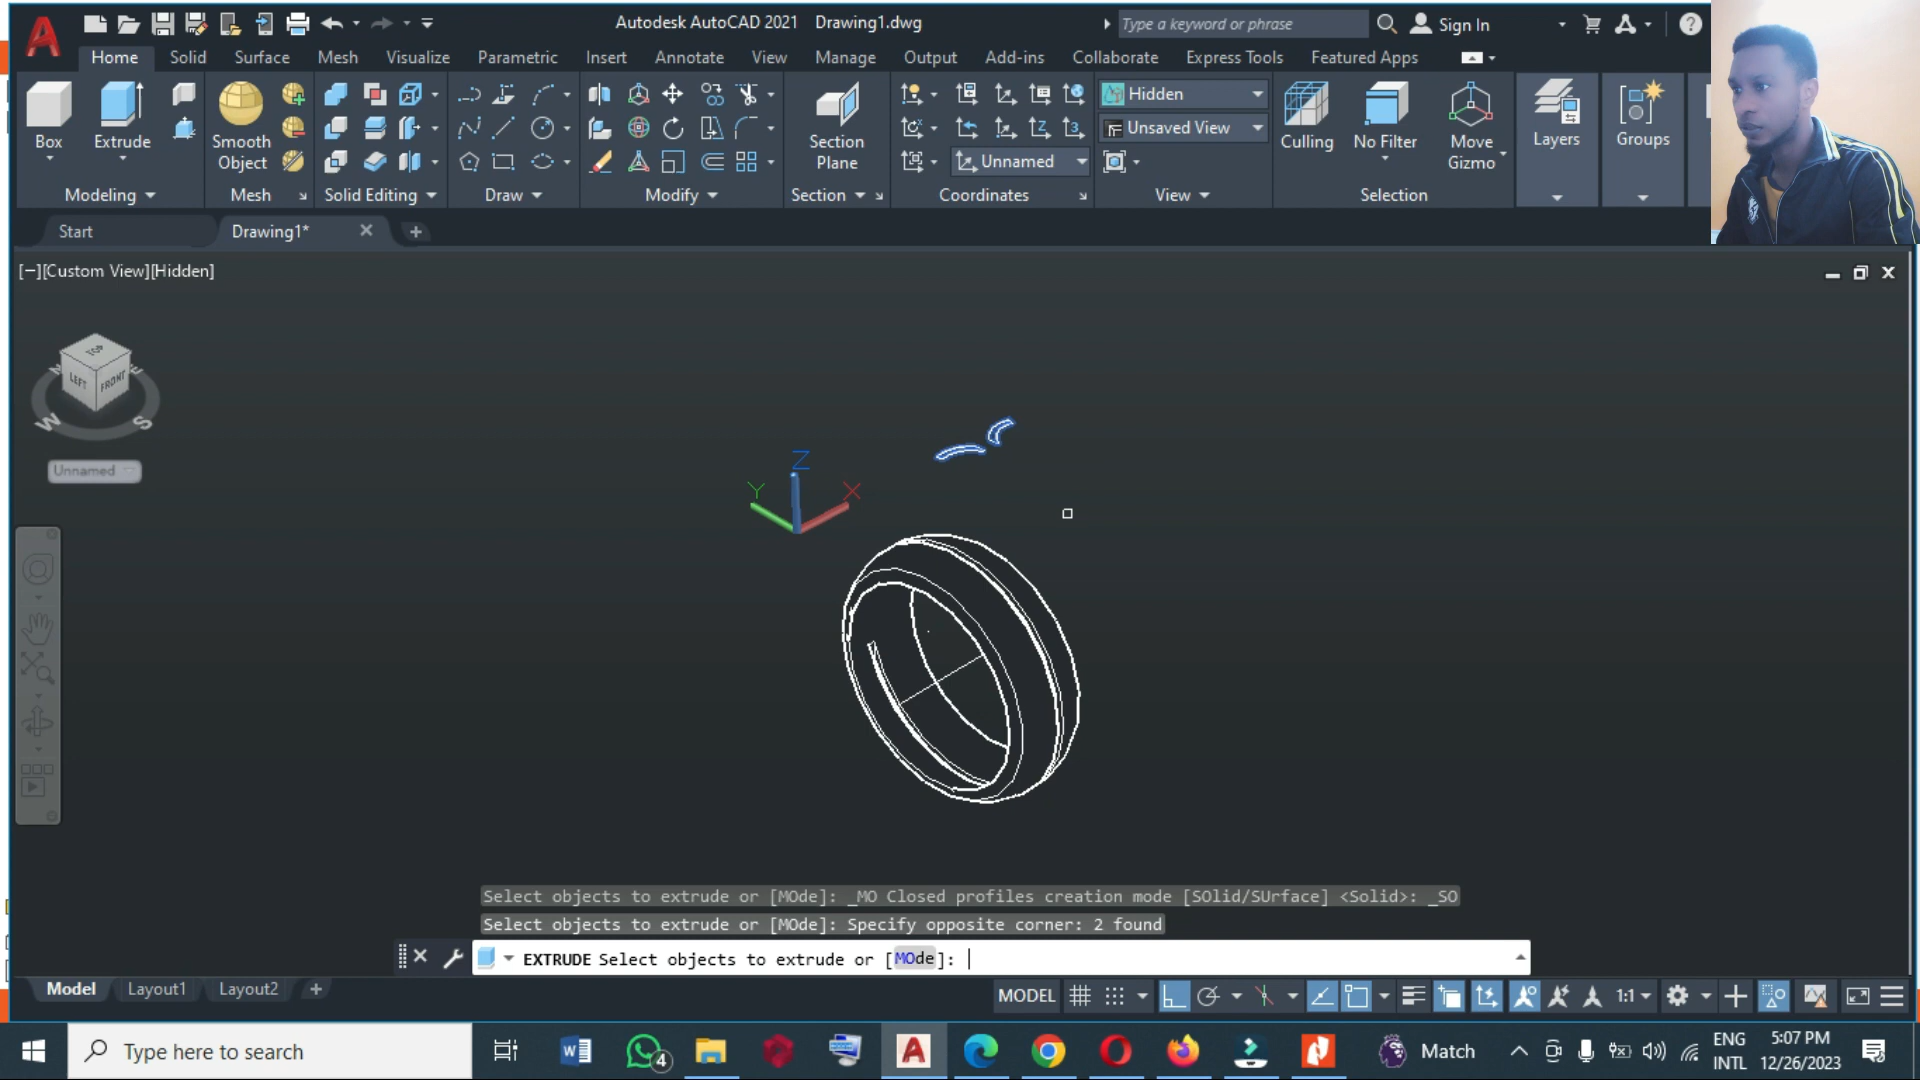 Autodesk AutoCAD 2021 Drawing1.dwg
Type a keyword or phrase
Sign In
Home Solid Surface Mesh Visualize Parametric Insert Annotate View Manage Output Add-ins Collaborate Express Tools Featured Apps
Box
Extrude
Smooth Object
Section Plane
Hidden
Unsaved View
Unnamed
Culling
No Filter
Move Gizmo
Layers
Groups
Modeling
Mesh
Solid Editing
Draw
Modify
Section
Coordinates
View
Selection
Start
Drawing1*
[−][Custom View][Hidden]
TOP
LEFT
FRONT
W
S
Unnamed
Z
Y
X
Select objects to extrude or [MOde]: _MO Closed profiles creation mode [SOlid/SUrface] <Solid>: _SO
Select objects to extrude or [MOde]: Specify opposite corner: 2 found
EXTRUDE Select objects to extrude or [MOde]:
Model Layout1 Layout2
MODEL
1:1
Type here to search
4
Match
ENG
INTL
5:07 PM
12/26/2023